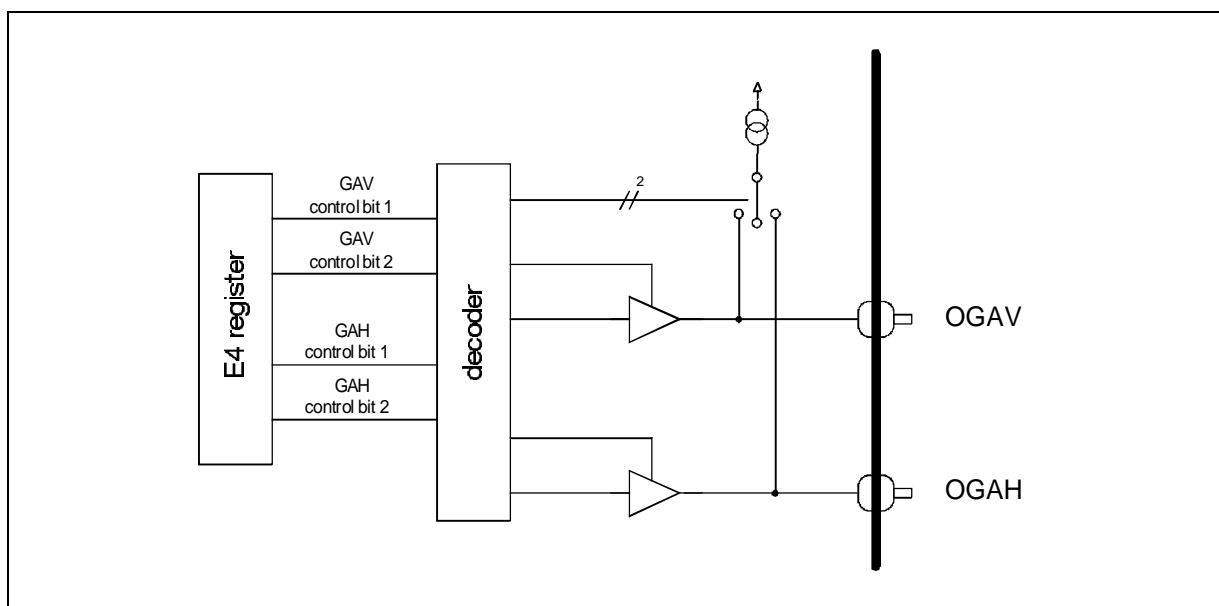 E4 register
GAV
control bit 1
GAV
control bit 2
GAH
control bit 1
GAH
control bit 2
decoder
2
OGAV
OGAH